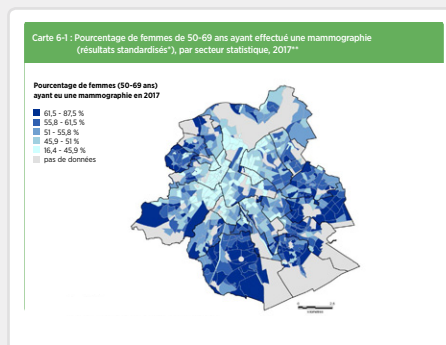 Carte 6-1 : Pourcentage de femmes de 50-69 ans ayant effectué une mammographie
(résultats standardisés*), par secteur statistique, 2017**
Pourcentage de femmes (50-69 ans)
ayant eu une mammographie en 2017
61,5 - 87,5 %
55,8 - 61,5 %
51 - 55,8 %
45,9 - 51 %
16,4 - 45,9 %
pas de données